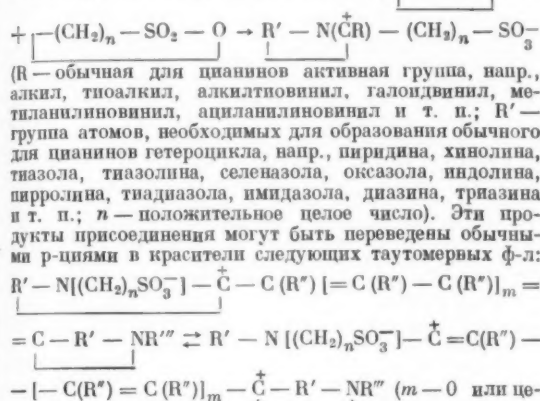 + —(CH₂)ₙ — SO₂ — O → R′ — N(C⁺R) — (CH₂)ₙ — SO₃⁻
(R — обычная для цианинов активная группа, напр.,
алкил, тиоалкил, алкилтиовинил, галоидвинил, ме-
тиланилиновинил, ациланилиновинил и т. п.; R′ —
группа атомов, необходимых для образования обычного
для цианинов гетероцикла, напр., пиридина, хинолина,
тиазола, тиазолина, селеназола, оксазола, индолина,
пирролина, тиадиазола, имидазола, диазина, триазина
и т. п.; n — положительное целое число). Эти про-
дукты присоединения могут быть переведены обычны-
ми р-циями в красители следующих таутомерных ф-л:
R′ — N[(CH₂)ₙSO₃⁻] — C⁺ — C (R″) [= C (R″) — C (R″)]ₘ =
= C — R′ — NR‴ ⇄ R′ — N [(CH₂)ₙSO₃⁻] — C⁺ = C(R″) —
— [— C(R″) = C (R″)]ₘ — C⁺ — R′ — NR‴ (m — 0 или це-